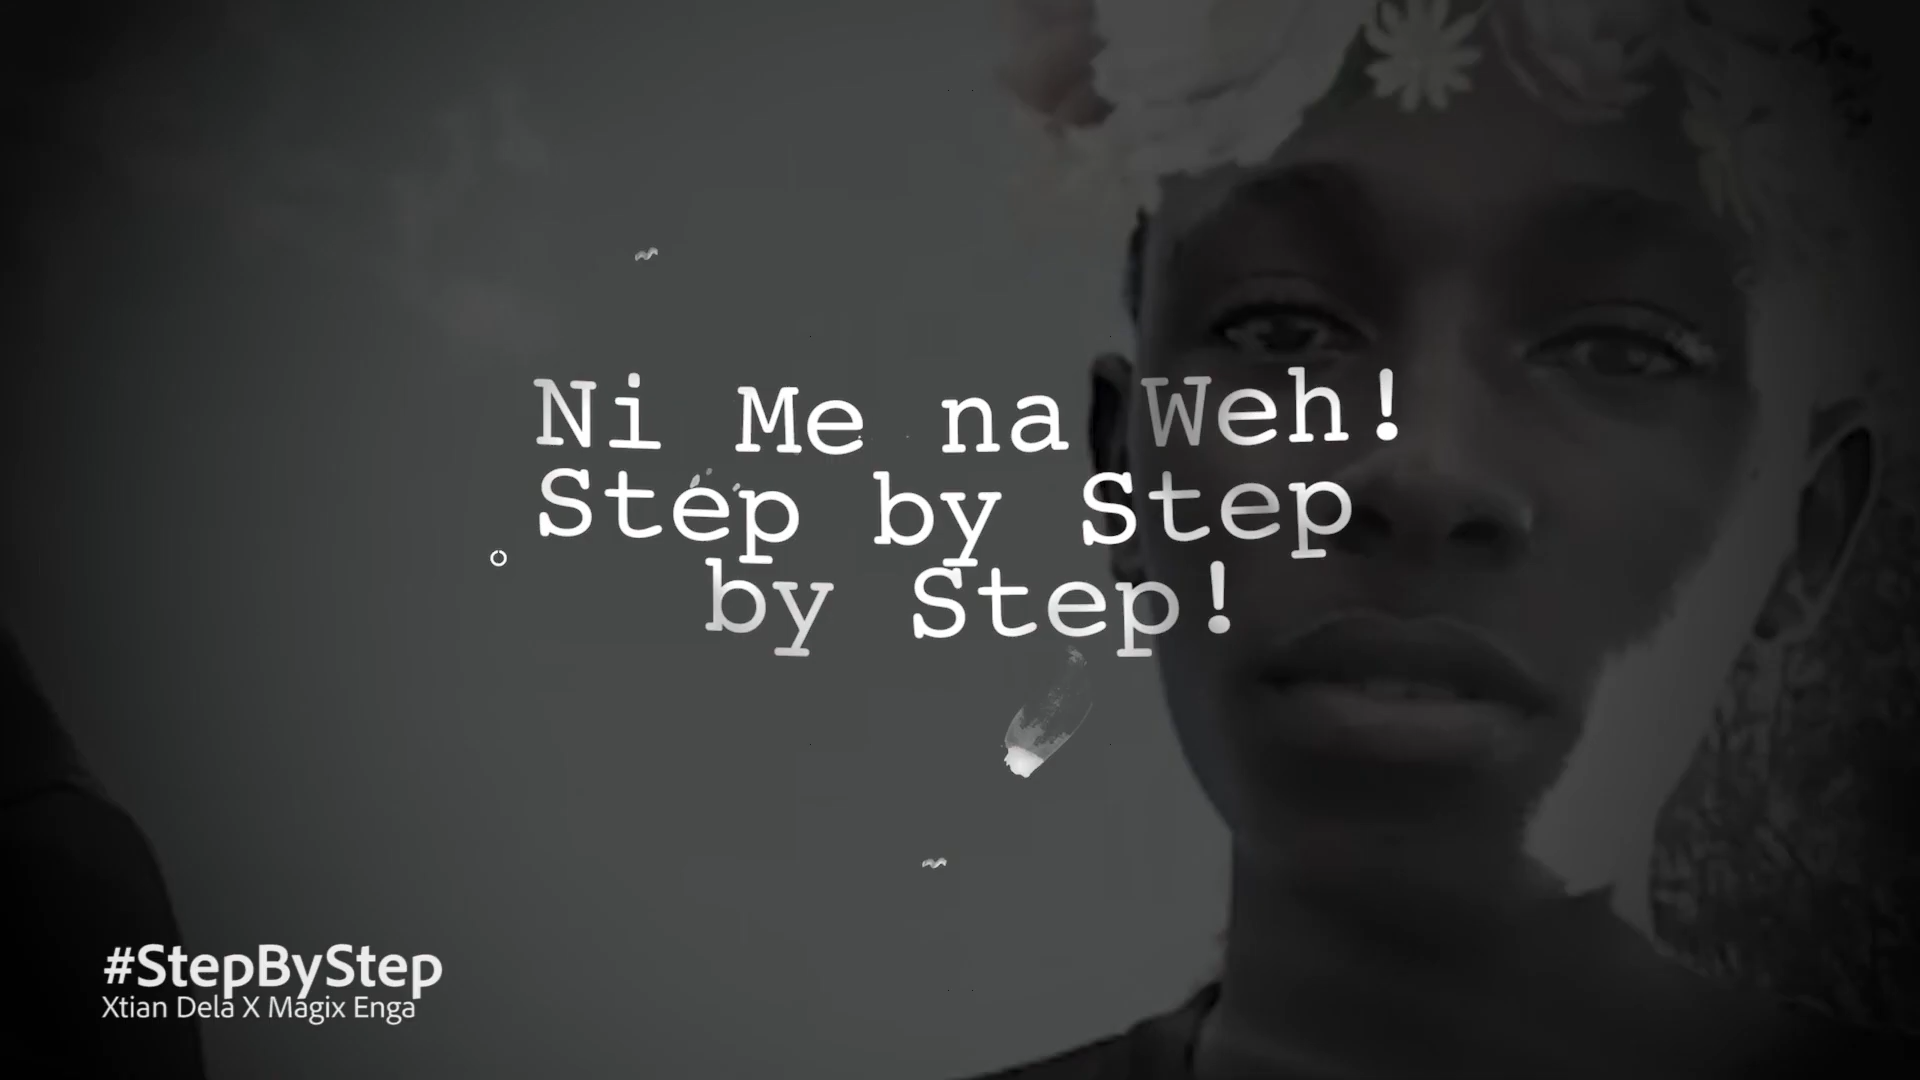 Ni Me na Weh!
Step by Step
by Step!
#StepByStep
Xtian Dela X Magix Enga